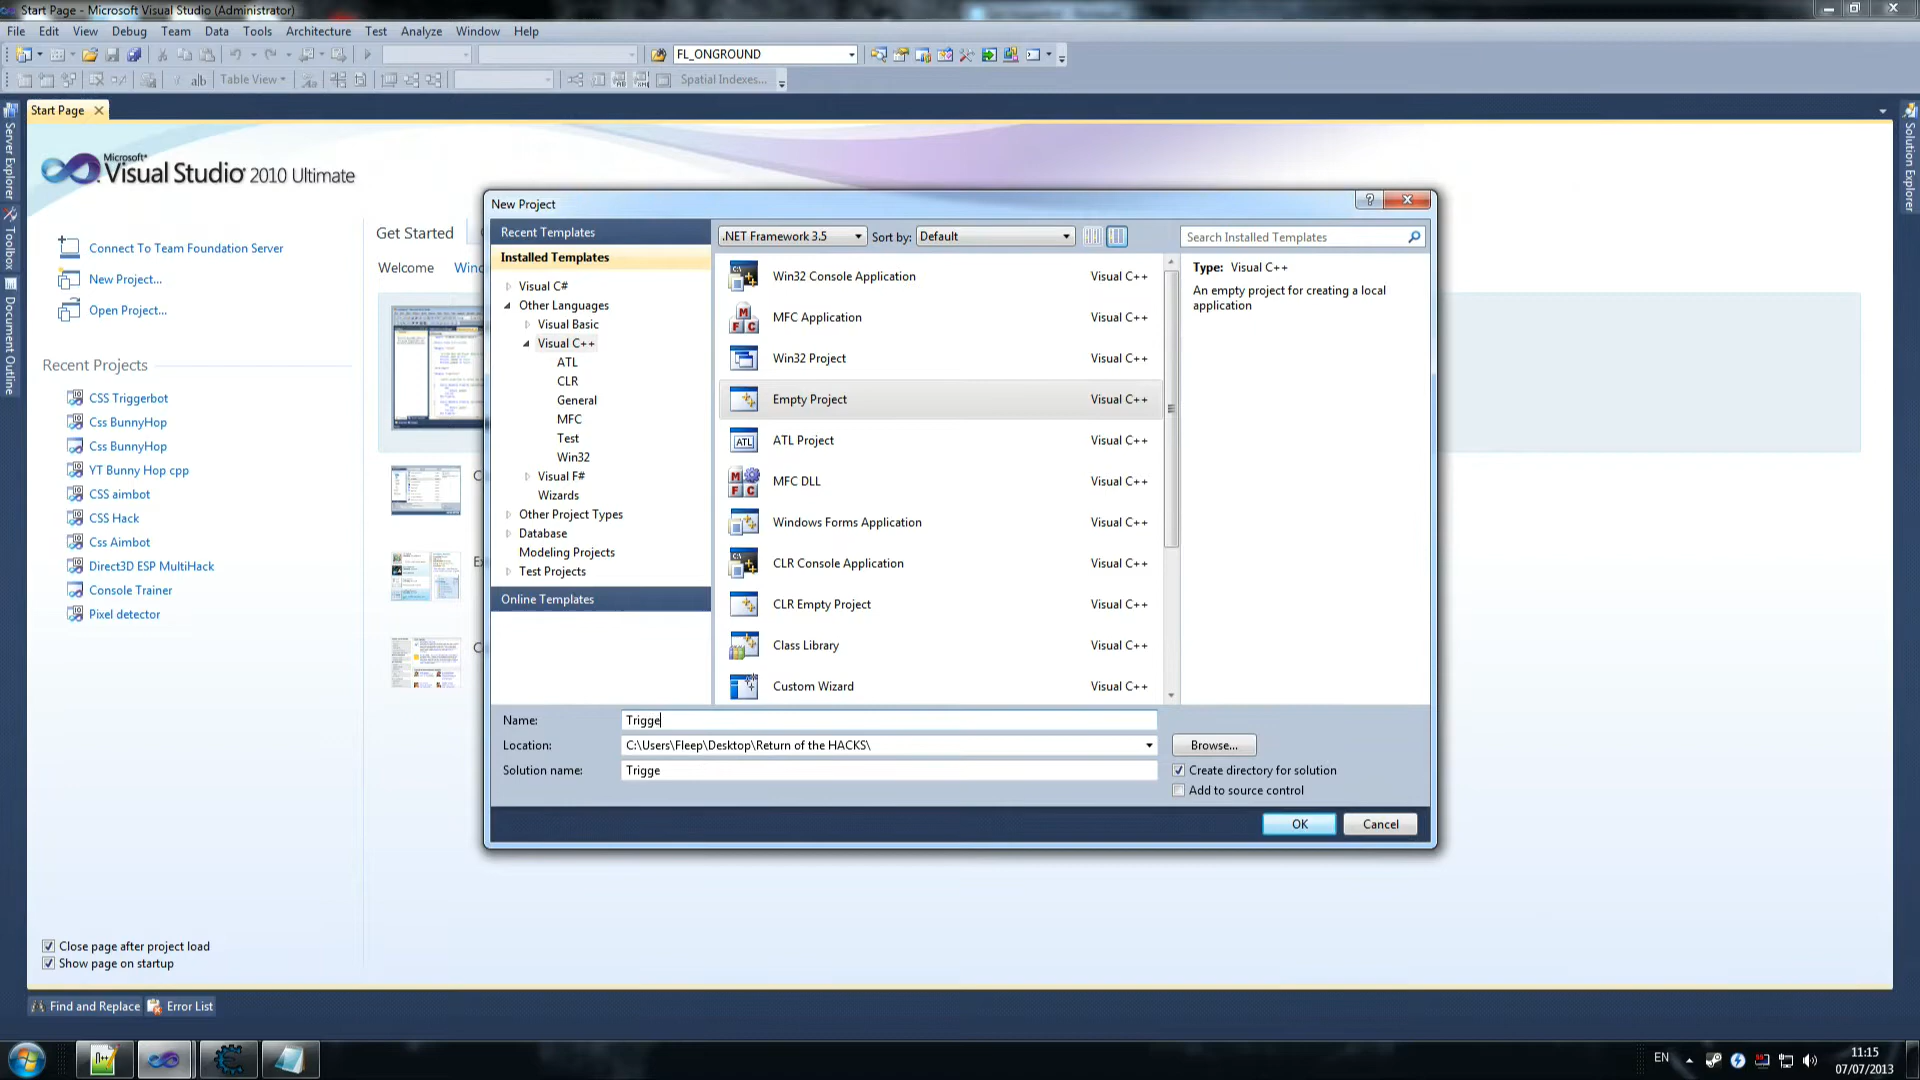 Start Page - Microsoft Visual Studio (Administrator)
File Edit View Debug Team Data Tools Architecture Test Analyze Window Help
FL_ONGROUND
Table View
Spatial Indexes...
Start Page
Server Explorer
Toolbox
Document Outline
Solution Explorer
Microsoft
Visual Studio 2010 Ultimate
Connect To Team Foundation Server
New Project...
Open Project...
Recent Projects
CSS Triggerbot
Css BunnyHop
Css BunnyHop
YT Bunny Hop cpp
CSS aimbot
CSS Hack
Css Aimbot
Direct3D ESP MultiHack
Console Trainer
Pixel detector
Close page after project load
Show page on startup
Get Started
Welcome
New Project
Recent Templates
Installed Templates
Visual C#
Other Languages
Visual Basic
Visual C++
ATL
CLR
General
MFC
Test
Win32
Visual F#
Wizards
Other Project Types
Database
Modeling Projects
Test Projects
Online Templates
.NET Framework 3.5
Sort by: Default
Search Installed Templates
Win32 Console Application Visual C++
MFC Application Visual C++
Win32 Project Visual C++
Empty Project Visual C++
ATL Project Visual C++
MFC DLL Visual C++
Windows Forms Application Visual C++
CLR Console Application Visual C++
CLR Empty Project Visual C++
Class Library Visual C++
Custom Wizard Visual C++
Type: Visual C++
An empty project for creating a local
application
Name: Trigge
Location: C:\Users\Fleep\Desktop\Return of the HACKS\
Browse...
Solution name: Trigge
Create directory for solution
Add to source control
OK
Cancel
Find and Replace
Error List
EN
11:15
07/07/2013